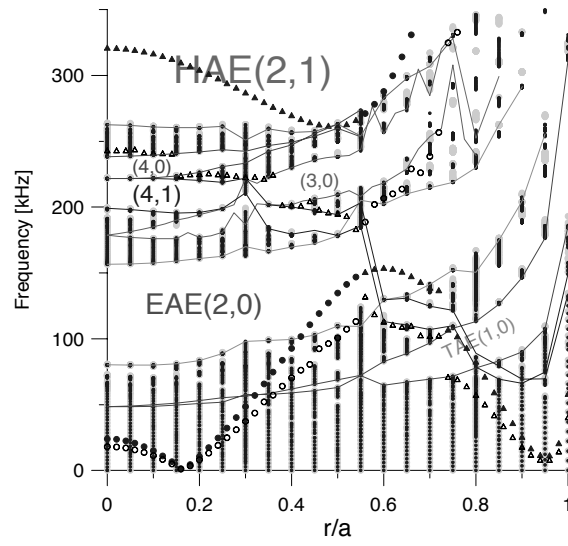 HAE(2,1)
300
(4,0)
(4,1)
(3,0)
200
EAE(2,0)
TAE(1,0)
100
0
Frequency [kHz]
0 0.2 0.4 0.6 0.8 1
r/a